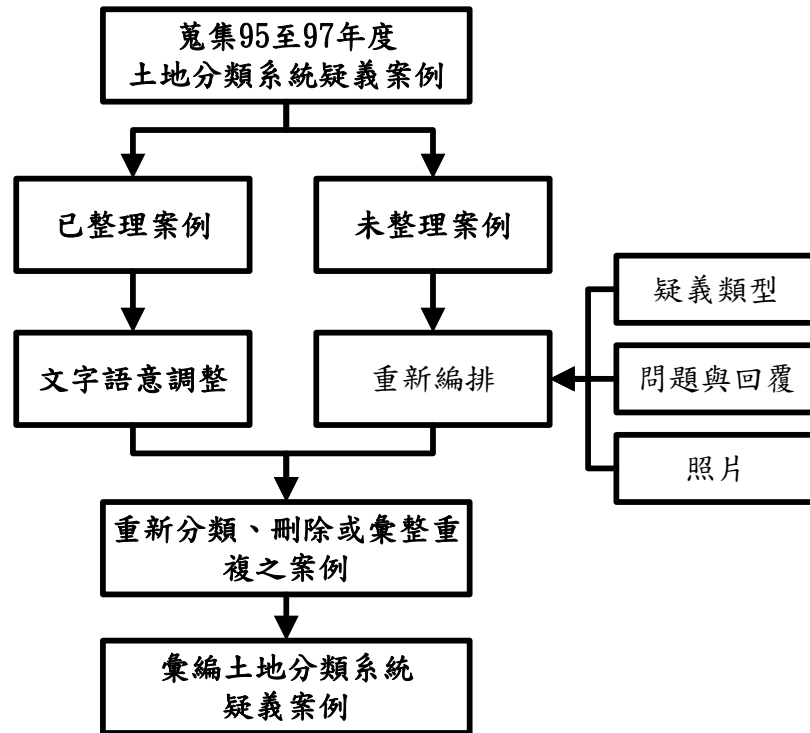 蒐集95至97年度
土地分類系統疑義案例
已整理案例
未整理案例
疑義類型
文字語意調整
重新編排
問題與回覆
照片
重新分類、刪除或彙整重
複之案例
彙編土地分類系統
疑義案例